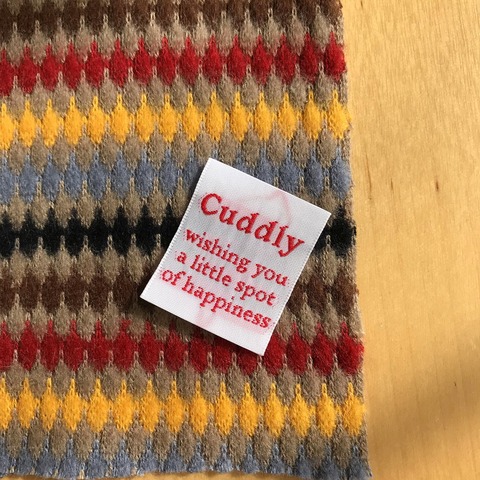 Cuddly
wishing you
a little spot
of happiness